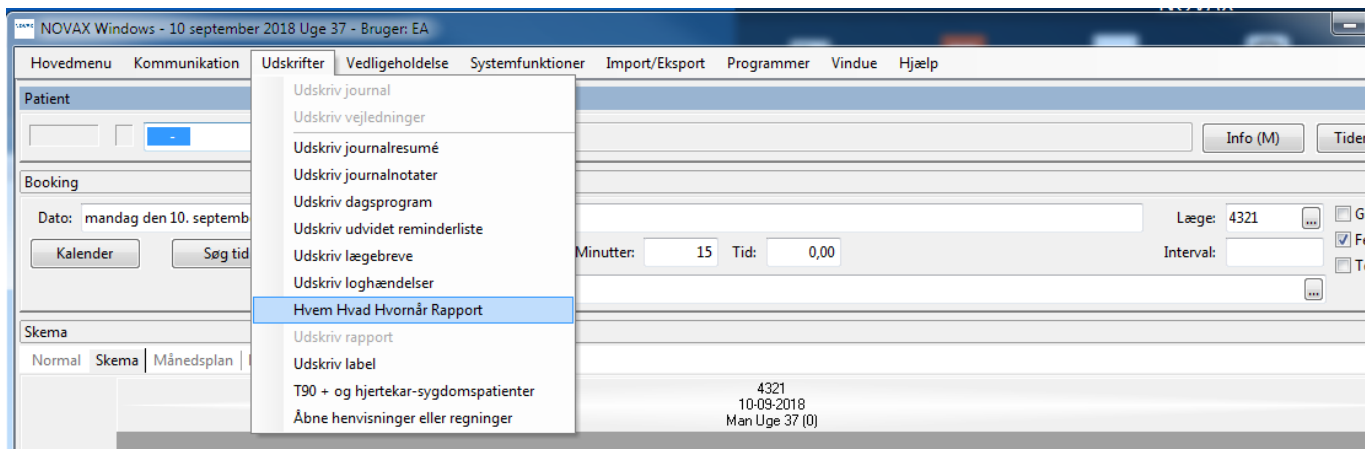 NOVAX
NOVAX Windows - 10 september 2018 Uge 37 - Bruger: EA
Hovedmenu Kommunikation Udskrifter Vedligeholdelse Systemfunktioner Import/Eksport Programmer Vindue Hjælp
Patient
Udskriv journal
Udskriv vejledninger
- Info (M)
Udskriv journalresumé
Booking
Udskriv journalnotater
Udskriv dagsprogram
Dato: mandag den 10. Læge: 4321 ...
Udskriv udvidet reminderliste
Kalender Søg tid Udskriv lægebreve Minutter: 15 Tid: 0,00 Interval:
Udskriv loghændelser
...
Hvem Hvad Hvornår Rapport
Skema
Udskriv rapport
Normal Skema Månedsplan
Udskriv label
T90 + og hjertekar-sygdomspatienter
Åbne henvisninger eller regninger
4321
10-09-2018
Man Uge 37 (0)